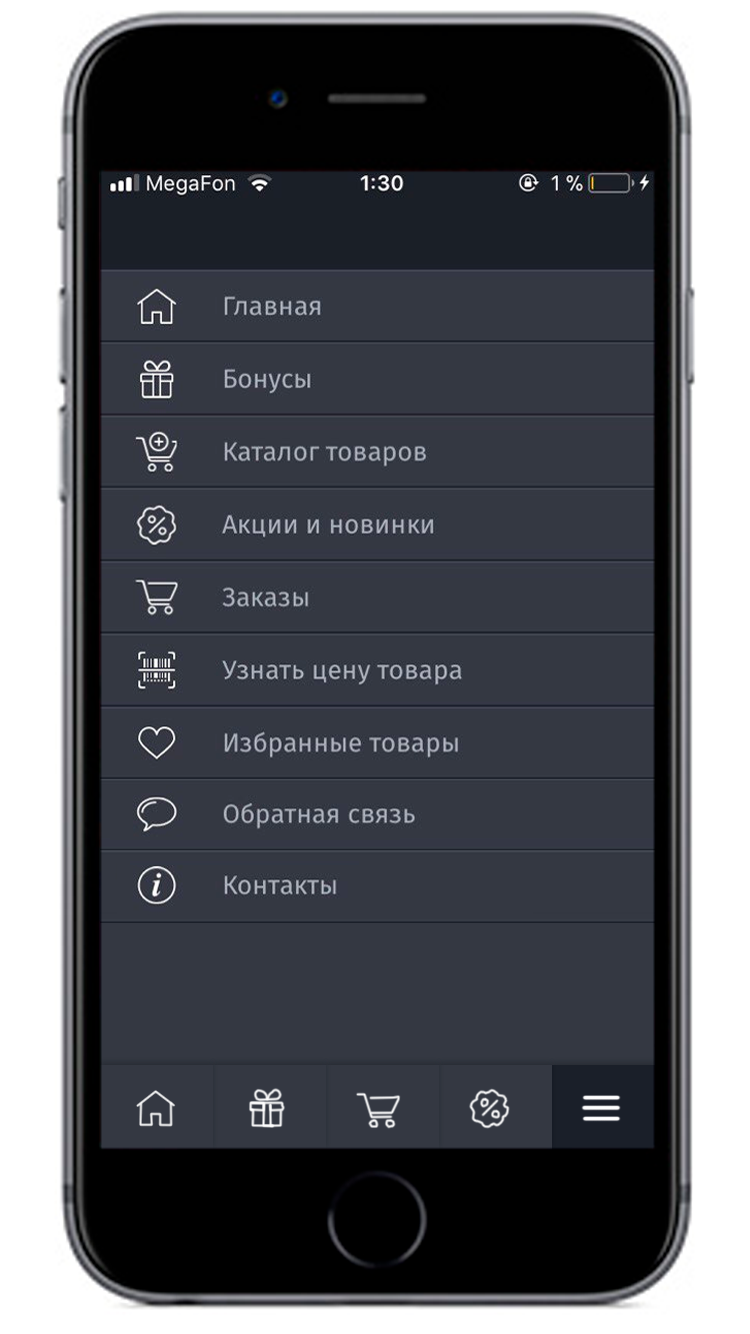 MegaFon 1:30 1 %
Главная
Бонусы
Каталог товаров
Акции и новинки
Заказы
Узнать цену товара
Избранные товары
Обратная связь
Контакты